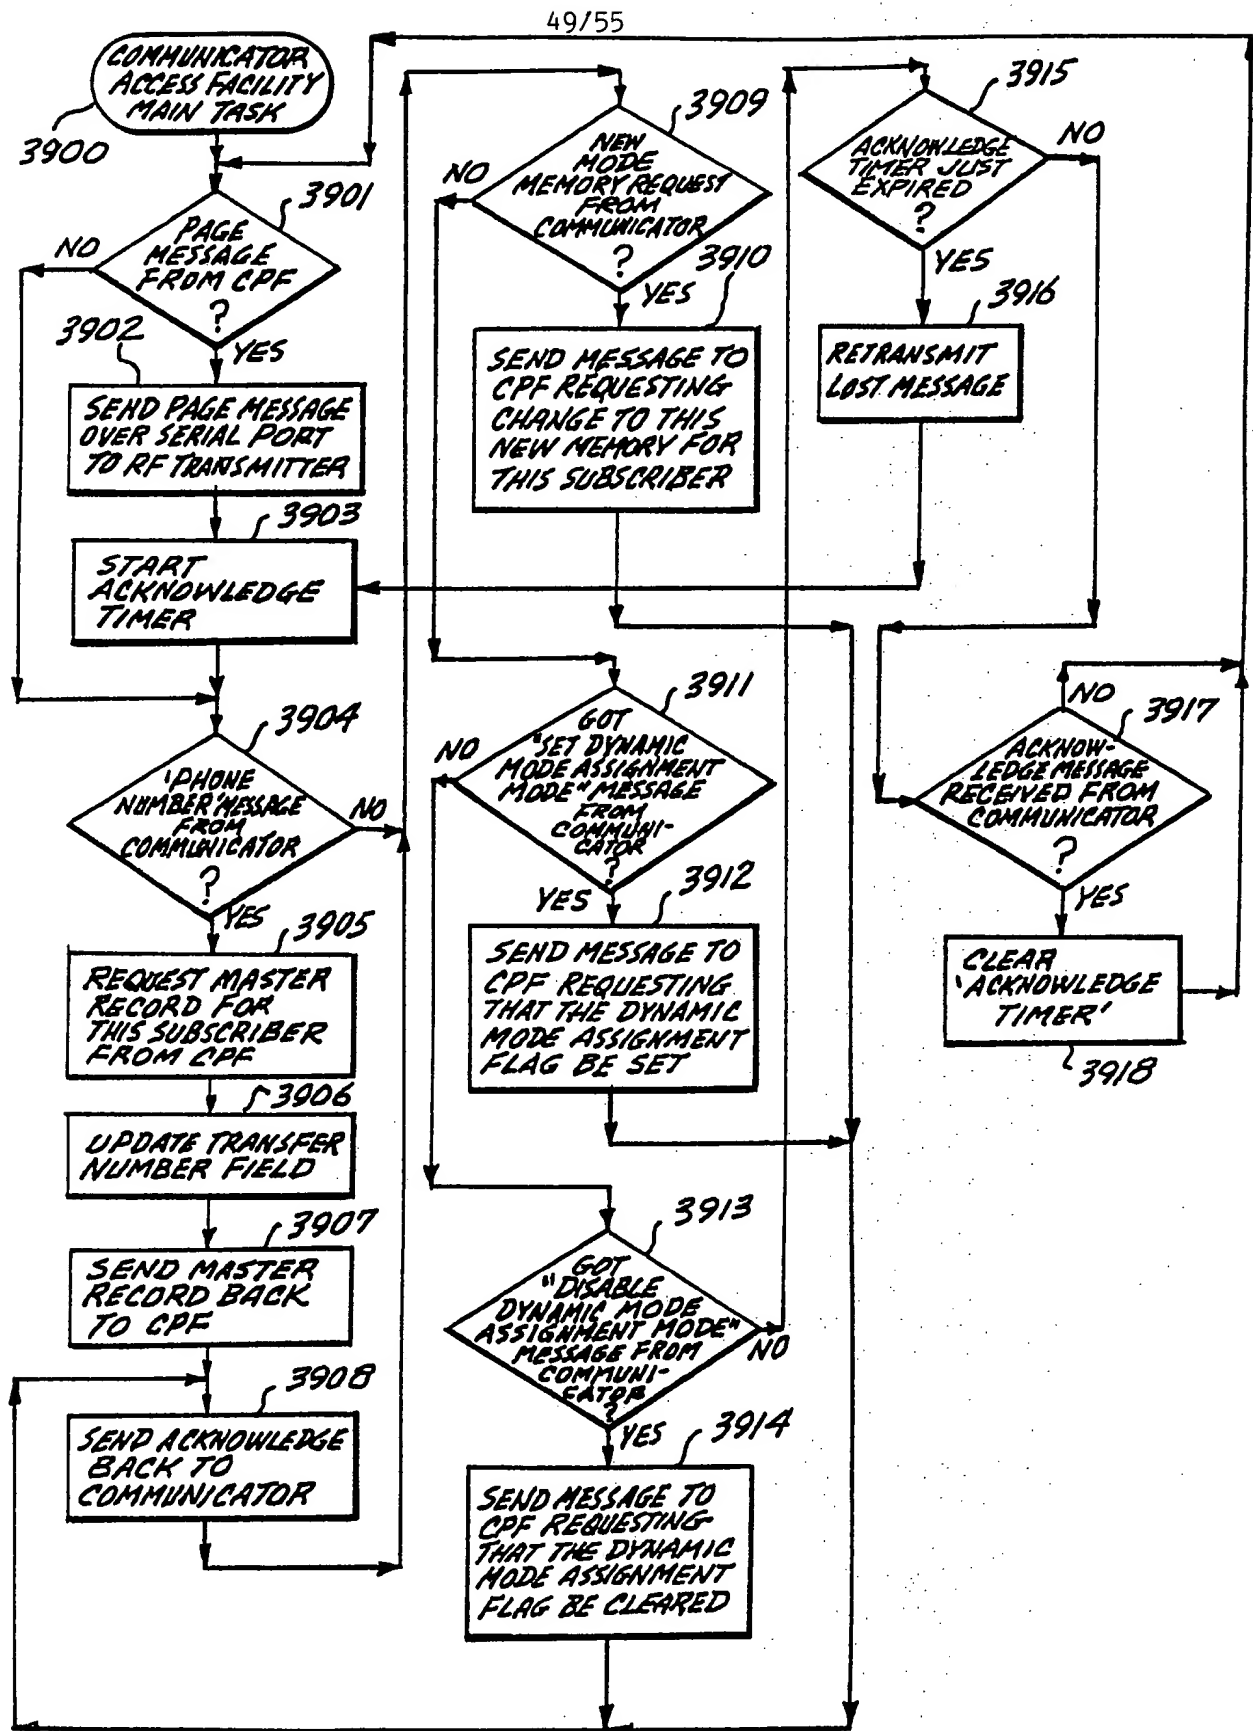 49/55
COMMUNICATOR
ACCESS FACILITY
MAIN TASK
3900
3901
PAGE
MESSAGE
FROM CPF
?
NO
YES
3902
SEND PAGE MESSAGE
OVER SERIAL PORT
TO RF TRANSMITTER
3903
START
ACKNOWLEDGE
TIMER
3904
'PHONE
NUMBER' MESSAGE
FROM
COMMUNICATOR
?
NO
YES
3905
REQUEST MASTER
RECORD FOR
THIS SUBSCRIBER
FROM CPF
3906
UPDATE TRANSFER
NUMBER FIELD
3907
SEND MASTER
RECORD BACK
TO CPF
3908
SEND ACKNOWLEDGE
BACK TO
COMMUNICATOR
3909
NEW
MODE
MEMORY REQUEST
FROM
COMMUNICATOR
?
NO
YES
3910
SEND MESSAGE TO
CPF REQUESTING
CHANGE TO THIS
NEW MEMORY FOR
THIS SUBSCRIBER
3911
GOT
"SET DYNAMIC
MODE ASSIGNMENT
MODE" MESSAGE
FROM
COMMUNI-
CATOR
?
NO
YES
3912
SEND MESSAGE TO
CPF REQUESTING
THAT THE DYNAMIC
MODE ASSIGNMENT
FLAG BE SET
3913
GOT
"DISABLE
DYNAMIC MODE
ASSIGNMENT MODE"
MESSAGE FROM
COMMUNI-
CATOR
?
NO
YES
3914
SEND MESSAGE TO
CPF REQUESTING
THAT THE DYNAMIC
MODE ASSIGNMENT
FLAG BE CLEARED
3915
ACKNOWLEDGE
TIMER JUST
EXPIRED
?
NO
YES
3916
RETRANSMIT
LOST MESSAGE
3917
ACKNOW-
LEDGE MESSAGE
RECEIVED FROM
COMMUNICATOR
?
NO
YES
CLEAR
'ACKNOWLEDGE
TIMER'
3918